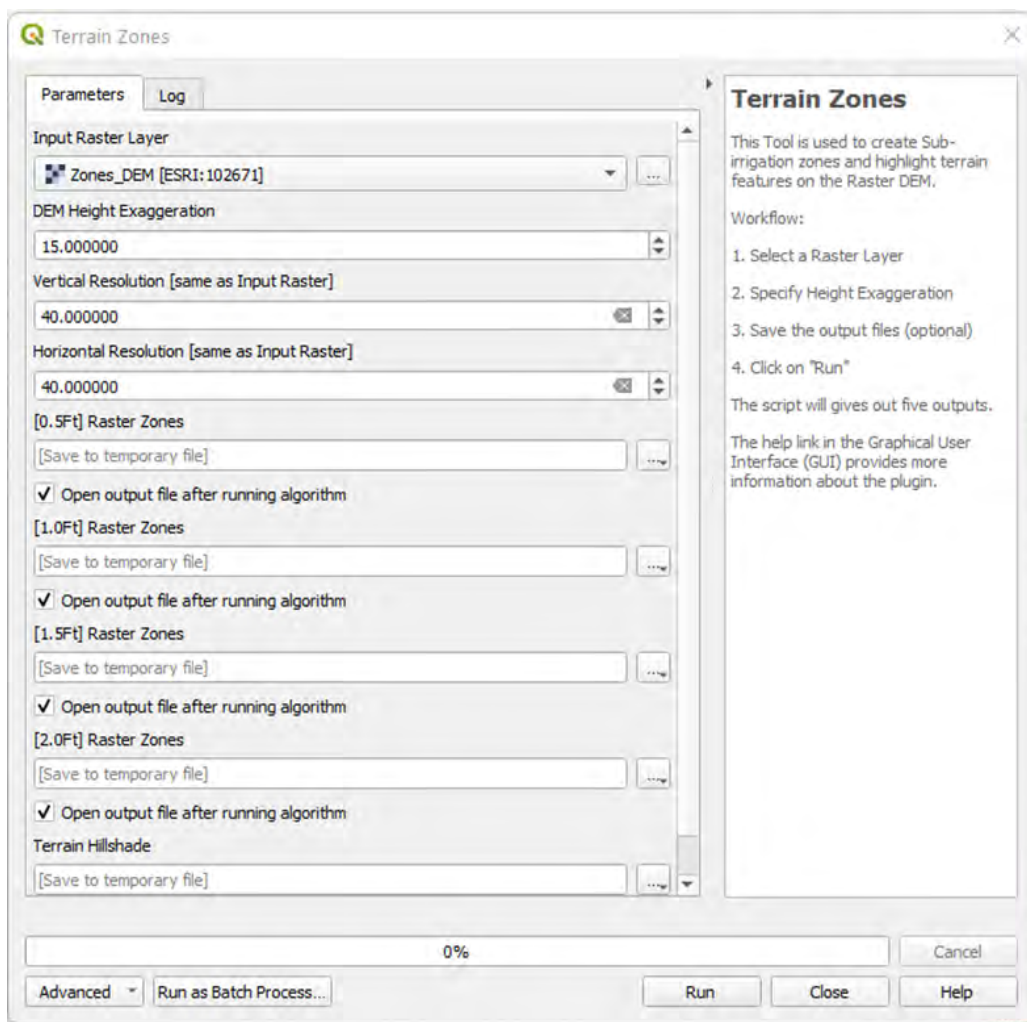 Terrain Zones
Parameters
Log
Input Raster Layer
Zones_DEM [ESRI:102671]
...
DEM Height Exaggeration
15.000000
Vertical Resolution [same as Input Raster]
40.000000
Horizontal Resolution [same as Input Raster]
40.000000
[0.5Ft] Raster Zones
[Save to temporary file]
...
Open output file after running algorithm
[1.0Ft] Raster Zones
[Save to temporary file]
...
Open output file after running algorithm
[1.5Ft] Raster Zones
[Save to temporary file]
...
Open output file after running algorithm
[2.0Ft] Raster Zones
[Save to temporary file]
...
Open output file after running algorithm
Terrain Hillshade
[Save to temporary file]
...
Terrain Zones
This Tool is used to create Sub-
irrigation zones and highlight terrain
features on the Raster DEM.
Workflow:
1. Select a Raster Layer
2. Specify Height Exaggeration
3. Save the output files (optional)
4. Click on "Run"
The script will gives out five outputs.
The help link in the Graphical User
Interface (GUI) provides more
information about the plugin.
0%
Cancel
Advanced
Run as Batch Process...
Run
Close
Help